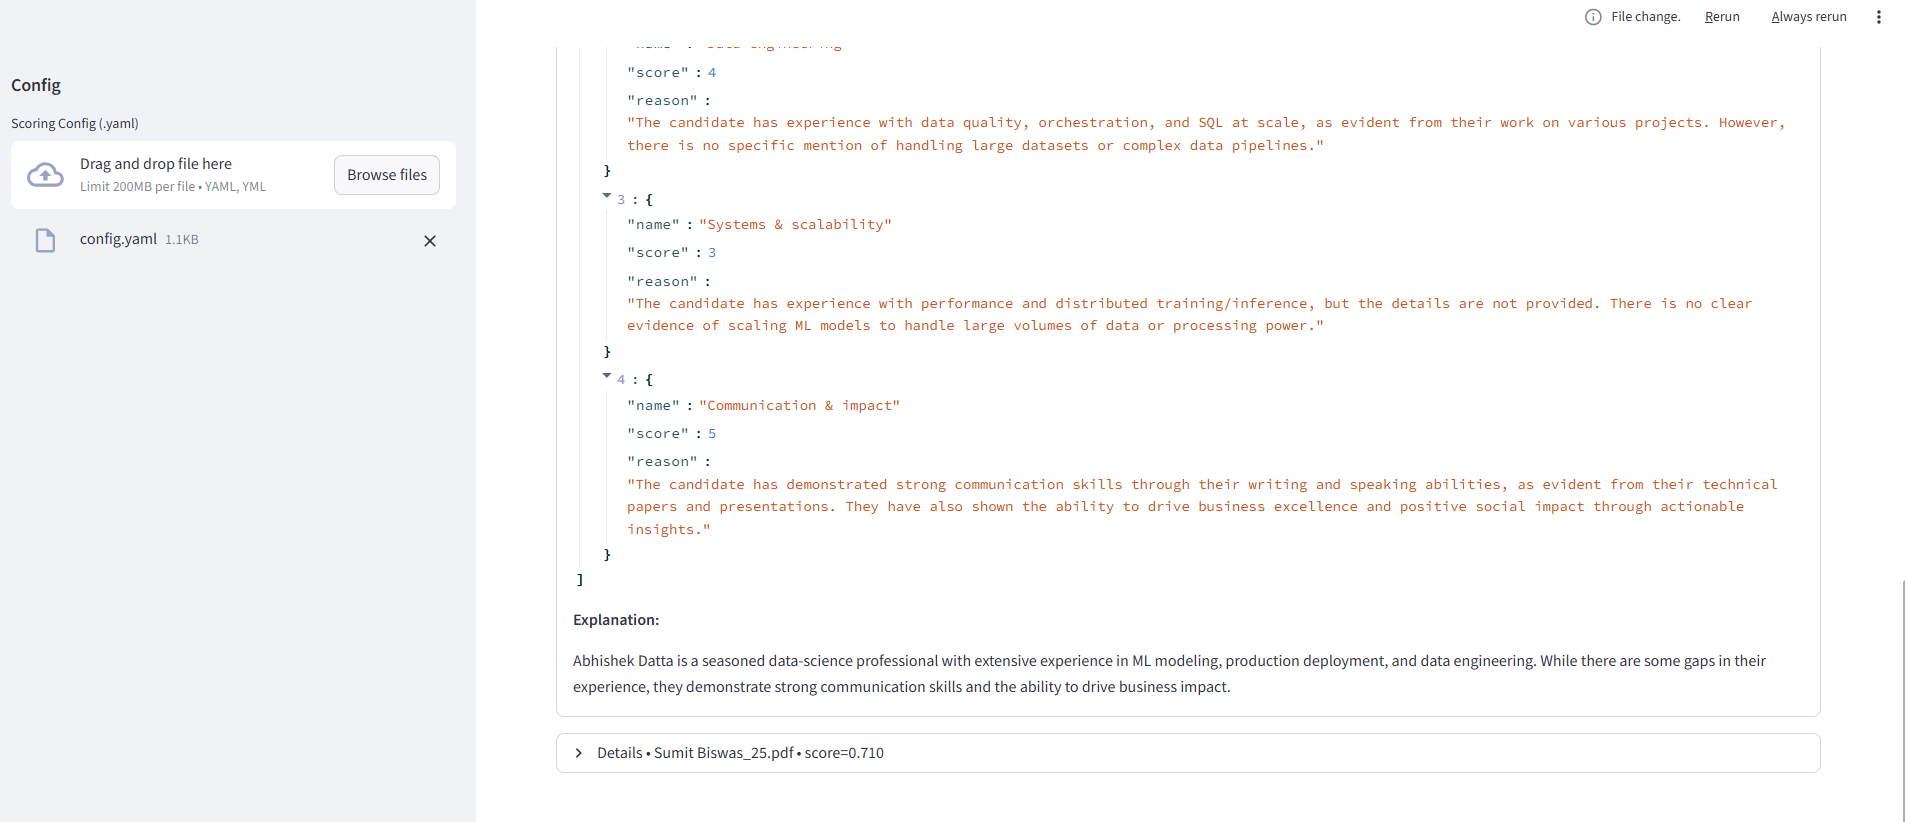 File change. Rerun Always rerun
Config
Scoring Config (.yaml)
Drag and drop file here
Limit 200MB per file • YAML, YML
Browse files
config.yaml 1.1KB
"score" : 4
"reason" :
"The candidate has experience with data quality, orchestration, and SQL at scale, as evident from their work on various projects. However,
there is no specific mention of handling large datasets or complex data pipelines."
}
3 : {
"name" : "Systems & scalability"
"score" : 3
"reason" :
"The candidate has experience with performance and distributed training/inference, but the details are not provided. There is no clear
evidence of scaling ML models to handle large volumes of data or processing power."
}
4 : {
"name" : "Communication & impact"
"score" : 5
"reason" :
"The candidate has demonstrated strong communication skills through their writing and speaking abilities, as evident from their technical
papers and presentations. They have also shown the ability to drive business excellence and positive social impact through actionable
insights."
}
]
Explanation:
Abhishek Datta is a seasoned data-science professional with extensive experience in ML modeling, production deployment, and data engineering. While there are some gaps in their
experience, they demonstrate strong communication skills and the ability to drive business impact.
Details • Sumit Biswas_25.pdf • score=0.710